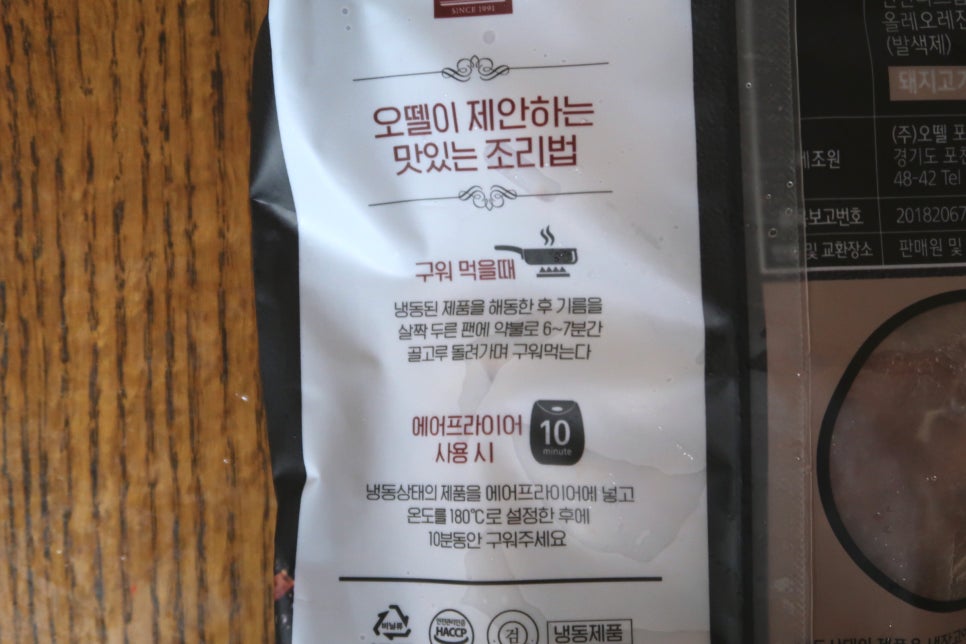 SINCE 1991
오뗄이 제안하는
맛있는 조리법
구워 먹을때
냉동된 제품을 해동한 후 기름을
살짝 두른 팬에 약불로 6~7분간
골고루 돌려가며 구워먹는다
에어프라이어
사용 시
10
minute
냉동상태의 제품을 에어프라이어에 넣고
온도를 180℃로 설정한 후에
10분동안 구워주세요
비닐류
HACCP
검
냉동제품
올레오레진
(발색제)
돼지고기
(주)오뗄 포
경기도 포천
48-42 Tel
제조원
보고번호
20182067
및 교환장소
판매원 및